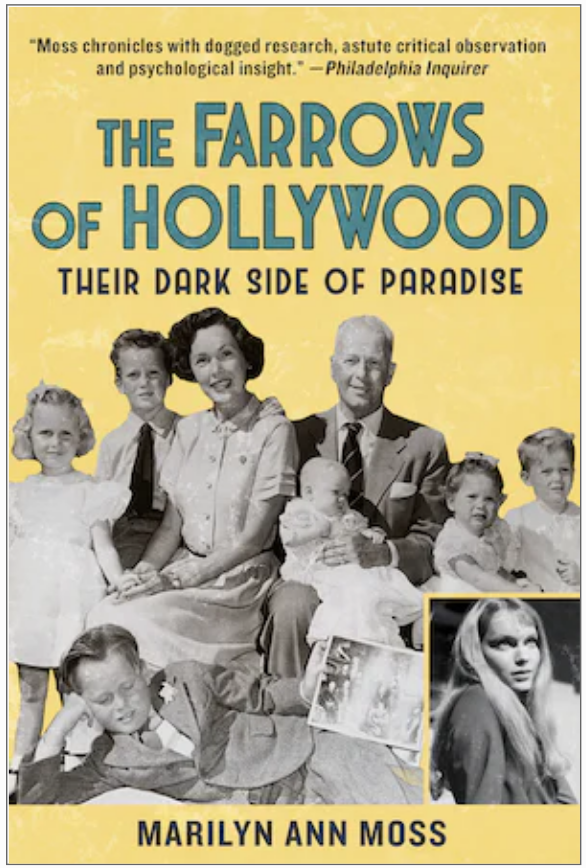 “Moss chronicles with dogged research, astute critical observation
and psychological insight.” —Philadelphia Inquirer
THE FARROWS
OF HOLLYWOOD
THEIR DARK SIDE OF PARADISE
MARILYN ANN MOSS